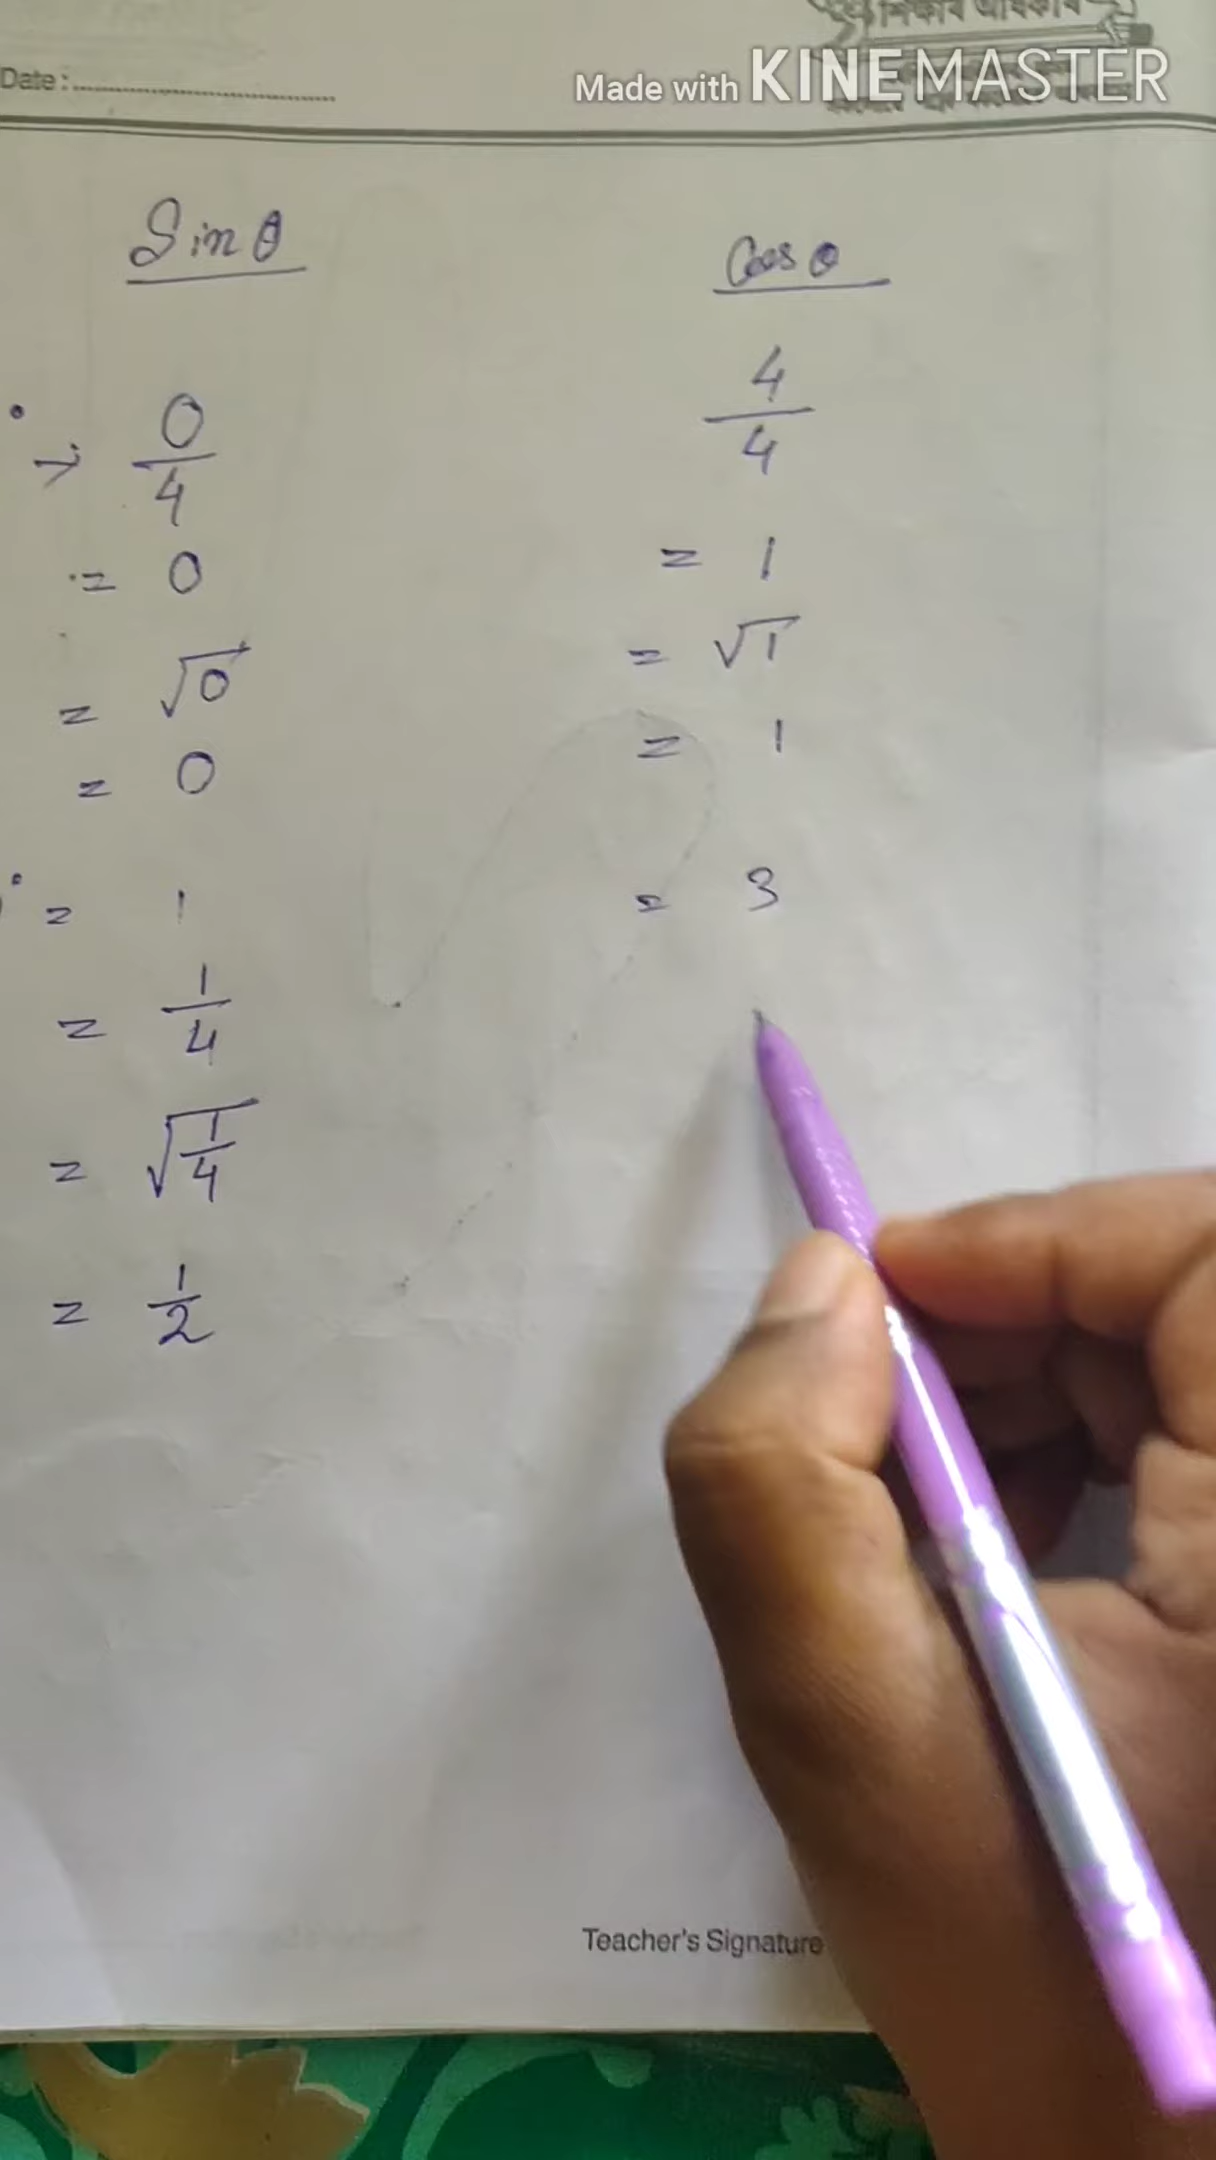 শিক্ষার অধিকার
Date :
Made with KINEMASTER
Sin θ
Cos θ
0/4
4/4
= 0
= 1
= √0
= √1
= 0
= 1
= 1
= 3
= 1/4
= √1/4
= 1/2
Teacher's Signature